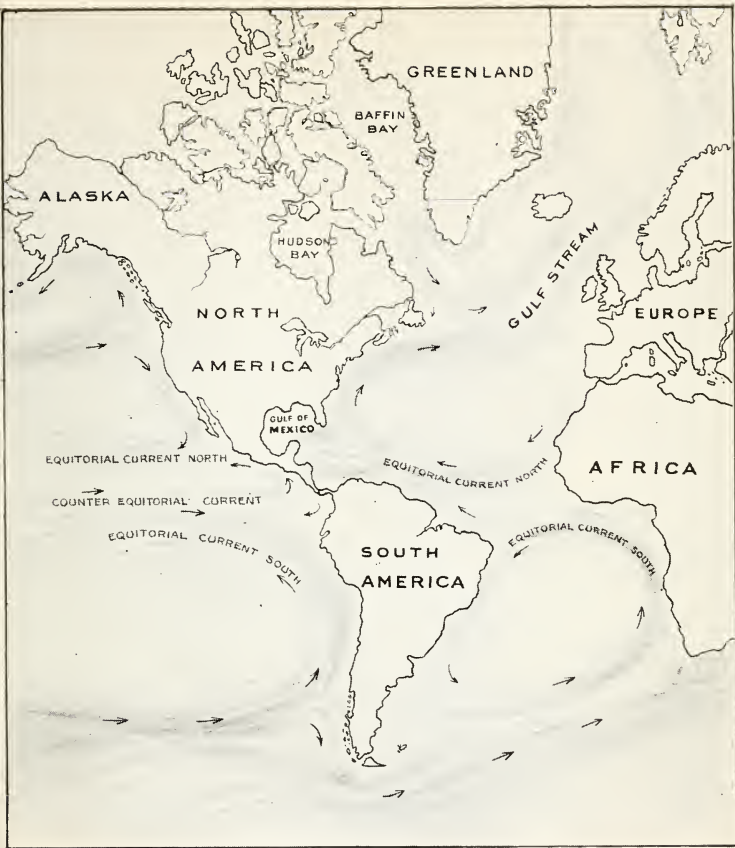 GREENLAND
BAFFIN
BAY
ALASKA
HUDSON
BAY
GULF STREAM
NORTH
AMERICA
EUROPE
GULF OF
MEXICO
EQUITORIAL CURRENT NORTH
EQUITORIAL CURRENT NORTH
AFRICA
COUNTER EQUITORIAL CURRENT
EQUITORIAL CURRENT SOUTH
EQUITORIAL CURRENT SOUTH
SOUTH
AMERICA